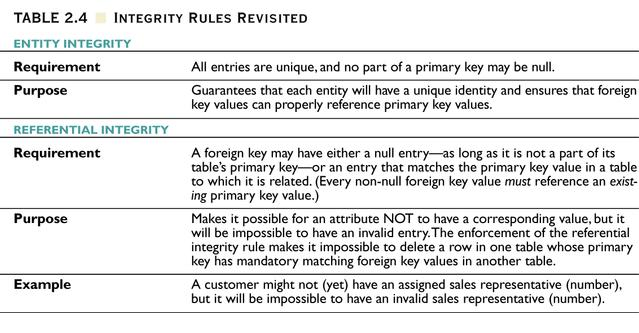 TABLE 2.4 INTEGRITY RULES REVISITED
ENTITY INTEGRITY
Requirement All entries are unique, and no part of a primary key may be null.
Purpose Guarantees that each entity will have a unique identity and ensures that foreign
key values can properly reference primary key values.
REFERENTIAL INTEGRITY
Requirement A foreign key may have either a null entry—as long as it is not a part of its
table's primary key—or an entry that matches the primary key value in a table
to which it is related. (Every non-null foreign key value must reference an exist-
ing primary key value.)
Purpose Makes it possible for an attribute NOT to have a corresponding value, but it
will be impossible to have an invalid entry. The enforcement of the referential
integrity rule makes it impossible to delete a row in one table whose primary
key has mandatory matching foreign key values in another table.
Example A customer might not (yet) have an assigned sales representative (number),
but it will be impossible to have an invalid sales representative (number).